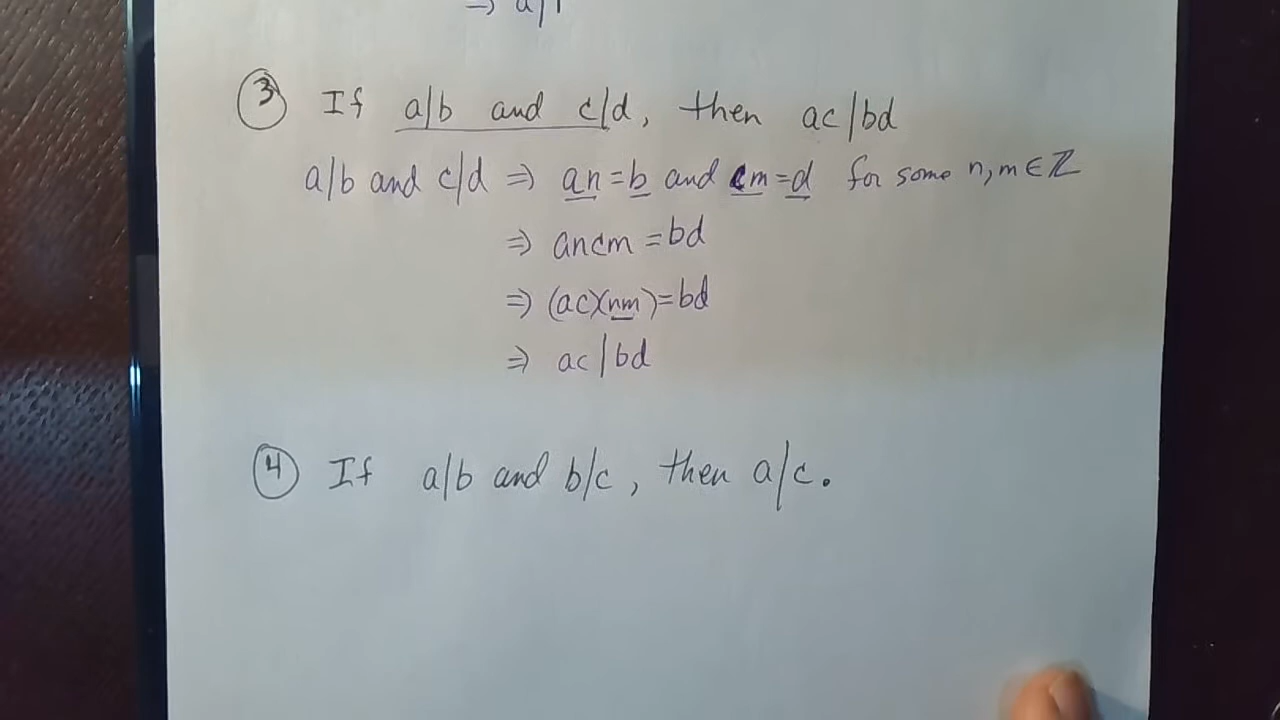 ③ If a|b and c|d, then ac|bd
a|b and c|d ⇒ an=b and cm=d for some n,m∈ℤ
⇒ ancm=bd
⇒ (ac)(nm)=bd
⇒ ac|bd
④ If a|b and b|c, then a|c.